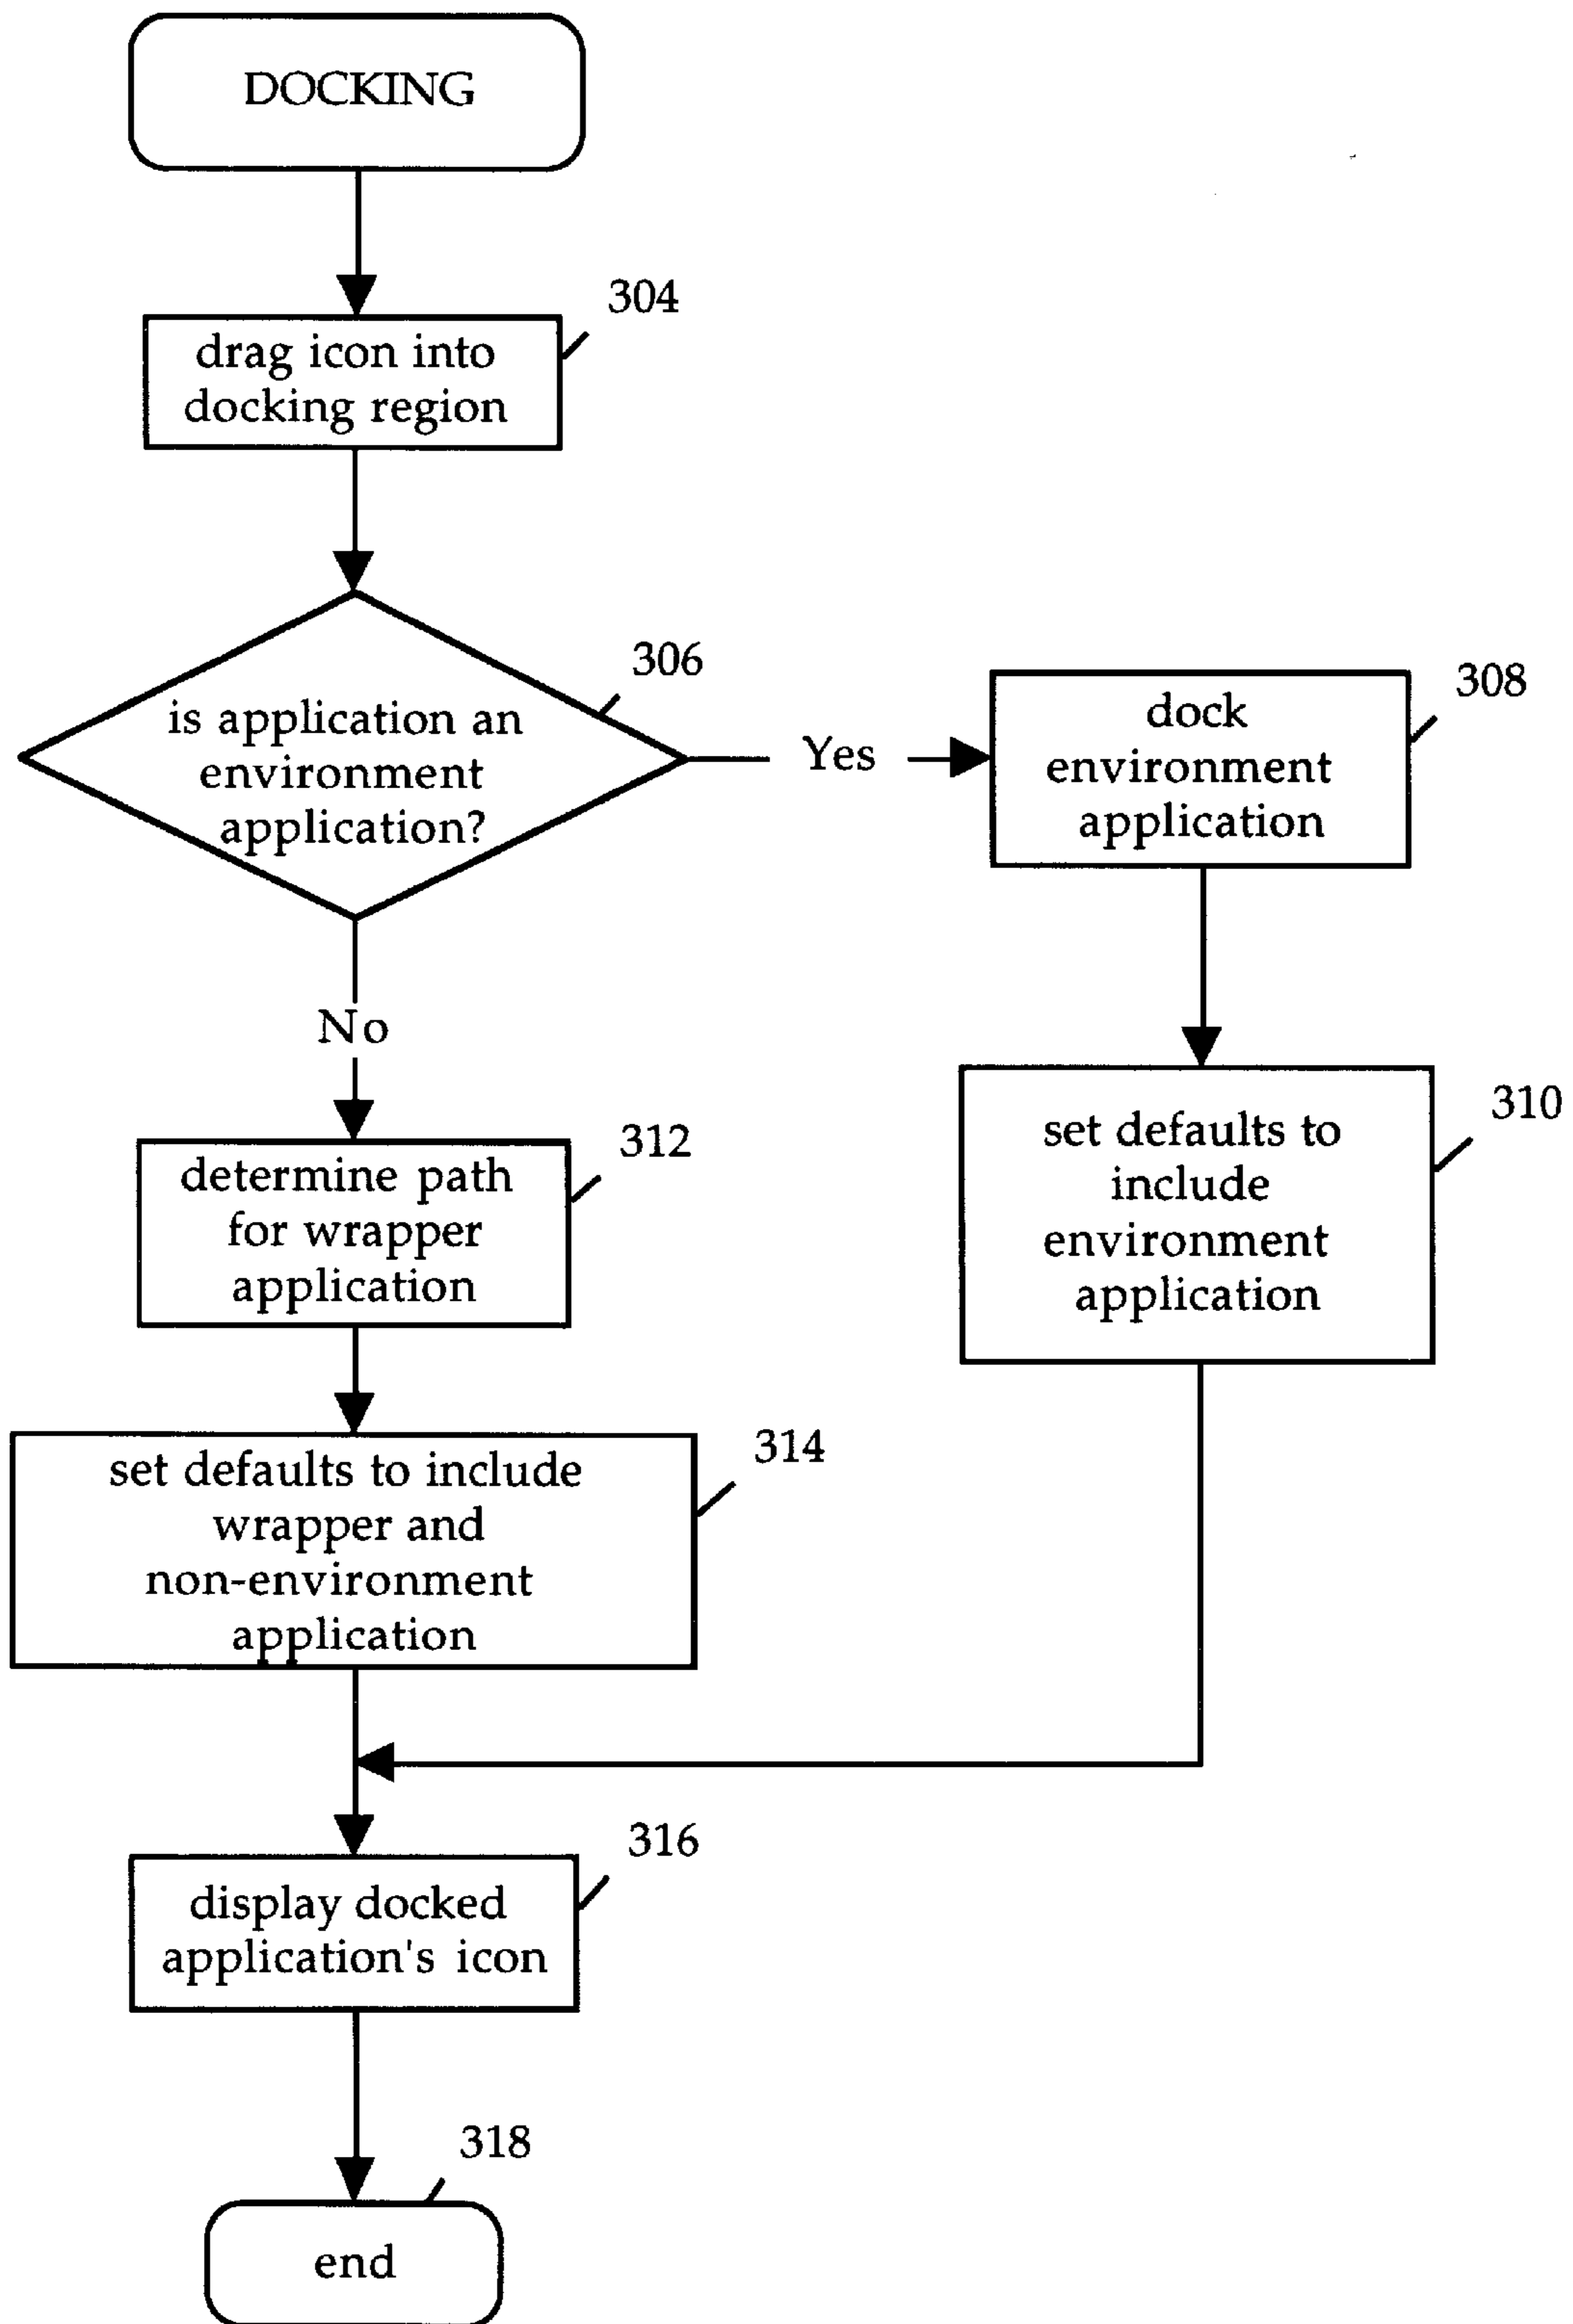 DOCKING
304
drag icon into
docking region
306
is application an
environment
application?
Yes
308
dock
environment
application
No
310
set defaults to
include
environment
application
312
determine path
for wrapper
application
314
set defaults to include
wrapper and
non-environment
application
316
display docked
application's icon
318
end